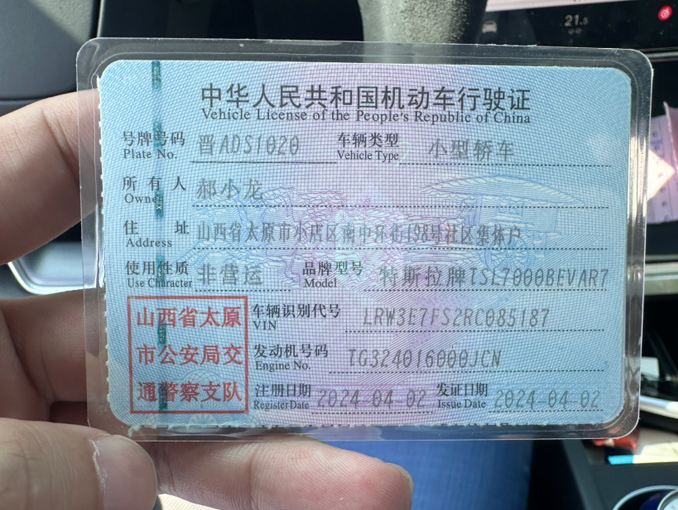 21.5
中华人民共和国机动车行驶证
Vehicle License of the People's Republic of China
号牌号码 Plate No. 晋ADS1020 车辆类型 Vehicle Type 小型轿车
所有人 Owner 郝小龙
住址 Address 山西省太原市小店区南中环街198号社区集体户
使用性质 Use Character 非营运 品牌型号 Model 特斯拉牌TSL7000BEVAR7
山西省太原市公安局交通警察支队
车辆识别代号 VIN LRW3E7FS2RC085187
发动机号码 Engine No. TG324016000JCN
注册日期 Register Date 2024-04-02 发证日期 Issue Date 2024-04-02